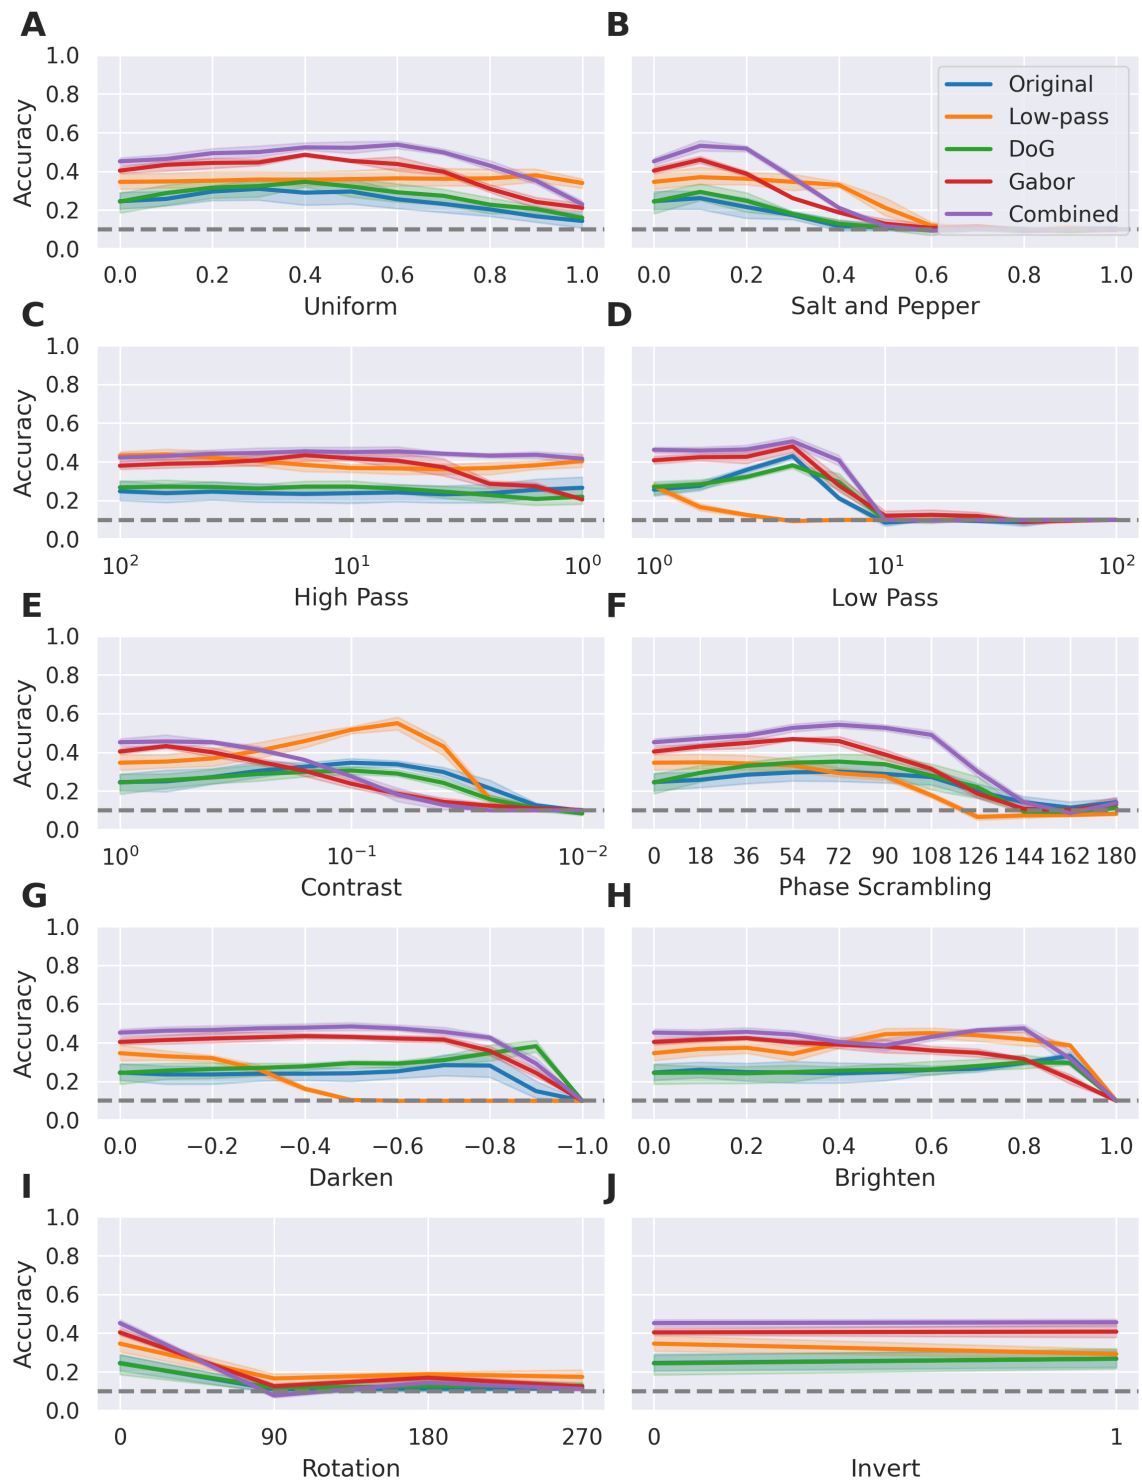 A
B
1.0
0.8
0.6
0.4
0.2
0.0
Accuracy
0.0 0.2 0.4 0.6 0.8 1.0
Uniform
Original
Low-pass
DoG
Gabor
Combined
0.0 0.2 0.4 0.6 0.8 1.0
Salt and Pepper
C
D
1.0
0.8
0.6
0.4
0.2
0.0
Accuracy
10² 10¹ 10⁰
High Pass
10⁰ 10¹ 10²
Low Pass
E
F
1.0
0.8
0.6
0.4
0.2
0.0
Accuracy
10⁰ 10⁻¹ 10⁻²
Contrast
0 18 36 54 72 90 108 126 144 162 180
Phase Scrambling
G
H
1.0
0.8
0.6
0.4
0.2
0.0
Accuracy
0.0 −0.2 −0.4 −0.6 −0.8 −1.0
Darken
0.0 0.2 0.4 0.6 0.8 1.0
Brighten
I
J
1.0
0.8
0.6
0.4
0.2
0.0
Accuracy
0 90 180 270
Rotation
0 1
Invert